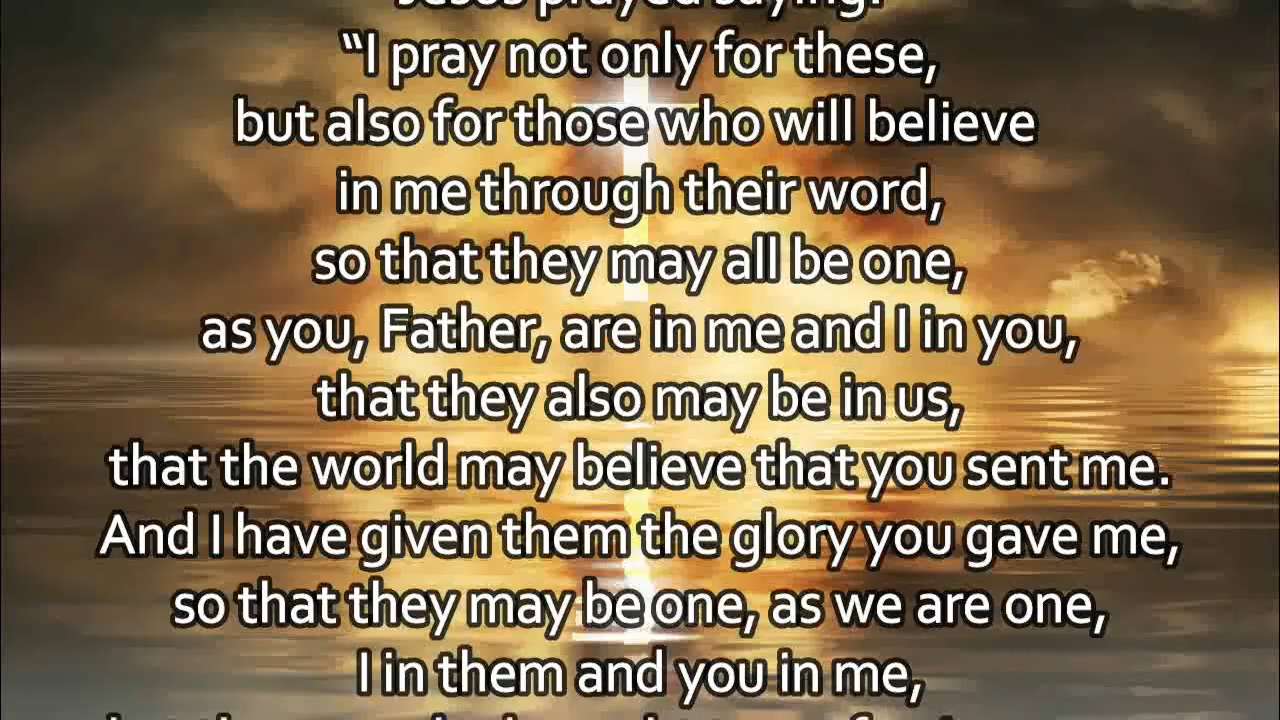 Jesus prayed saying:
“I pray not only for these,
but also for those who will believe
in me through their word,
so that they may all be one,
as you, Father, are in me and I in you,
that they also may be in us,
that the world may believe that you sent me.
And I have given them the glory you gave me,
so that they may be one, as we are one,
I in them and you in me,